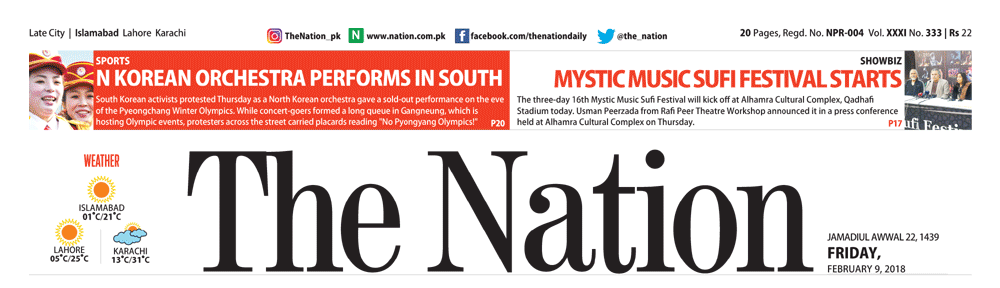 Late City | Islamabad Lahore Karachi
TheNation_pk
N
www.nation.com.pk
f
facebook.com/thenationdaily
@the_nation
20 Pages, Regd. No. NPR-004 Vol. XXXI No. 333 | Rs 22
SPORTS
N KOREAN ORCHESTRA PERFORMS IN SOUTH
South Korean activists protested Thursday as a North Korean orchestra gave a sold-out performance on the eve
of the Pyeongchang Winter Olympics. While concert-goers formed a long queue in Gangneung, which is
hosting Olympic events, protesters across the street carried placards reading "No Pyongyang Olympics!" P20
SHOWBIZ
MYSTIC MUSIC SUFI FESTIVAL STARTS
The three-day 16th Mystic Music Sufi Festival will kick off at Alhamra Cultural Complex, Qadhafi
Stadium today. Usman Peerzada from Rafi Peer Theatre Workshop announced it in a press conference
held at Alhamra Cultural Complex on Thursday. P17
ufi Festi
WEATHER
ISLAMABAD
01°C/21°C
LAHORE
05°C/25°C
KARACHI
13°C/31°C
The Nation
JAMADIUL AWWAL 22, 1439
FRIDAY,
FEBRUARY 9, 2018